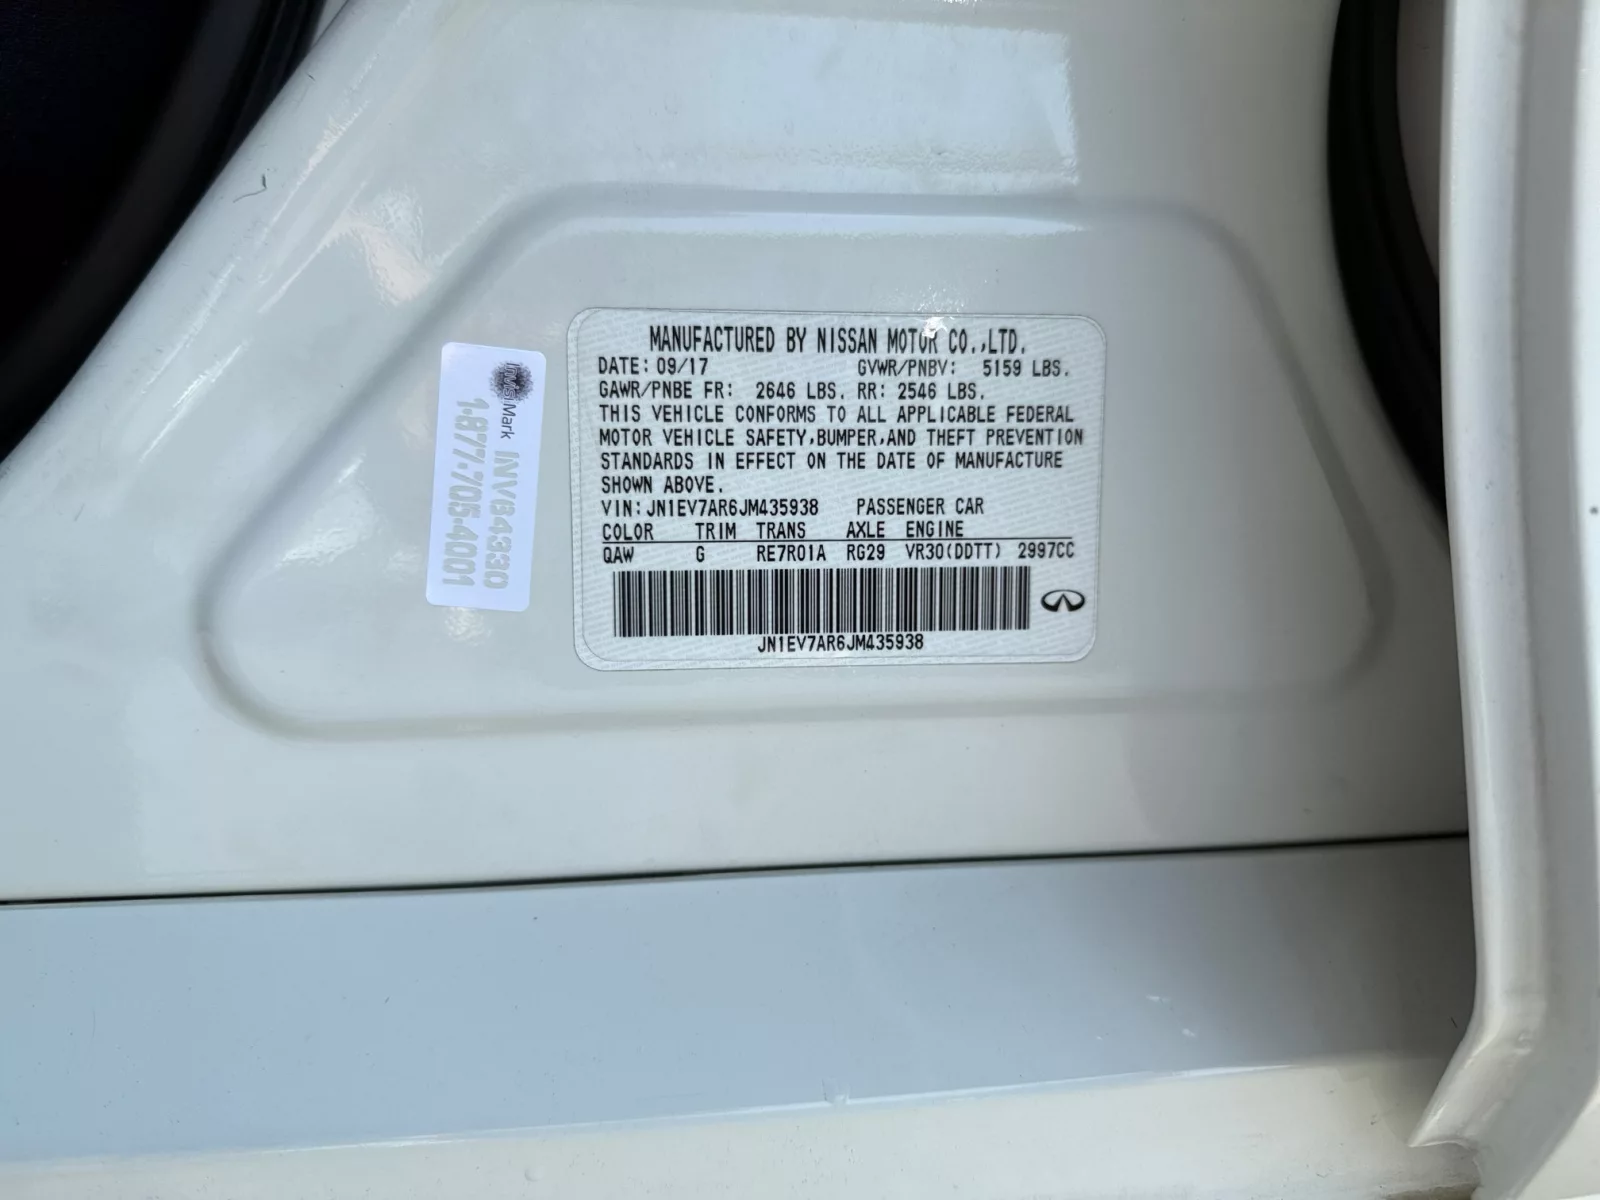 MANUFACTURED BY NISSAN MOTOR CO.,LTD.
DATE: 09/17 GVWR/PNBV: 5159 LBS.
GAWR/PNBE FR: 2646 LBS. RR: 2546 LBS.
THIS VEHICLE CONFORMS TO ALL APPLICABLE FEDERAL
MOTOR VEHICLE SAFETY,BUMPER,AND THEFT PREVENTION
STANDARDS IN EFFECT ON THE DATE OF MANUFACTURE
SHOWN ABOVE.
VIN: JN1EV7AR6JM435938 PASSENGER CAR
COLOR TRIM TRANS AXLE ENGINE
QAW G RE7R01A RG29 VR30(DDTT) 2997CC
JN1EV7AR6JM435938
InvisiMark INV84330
1-877-705-4001